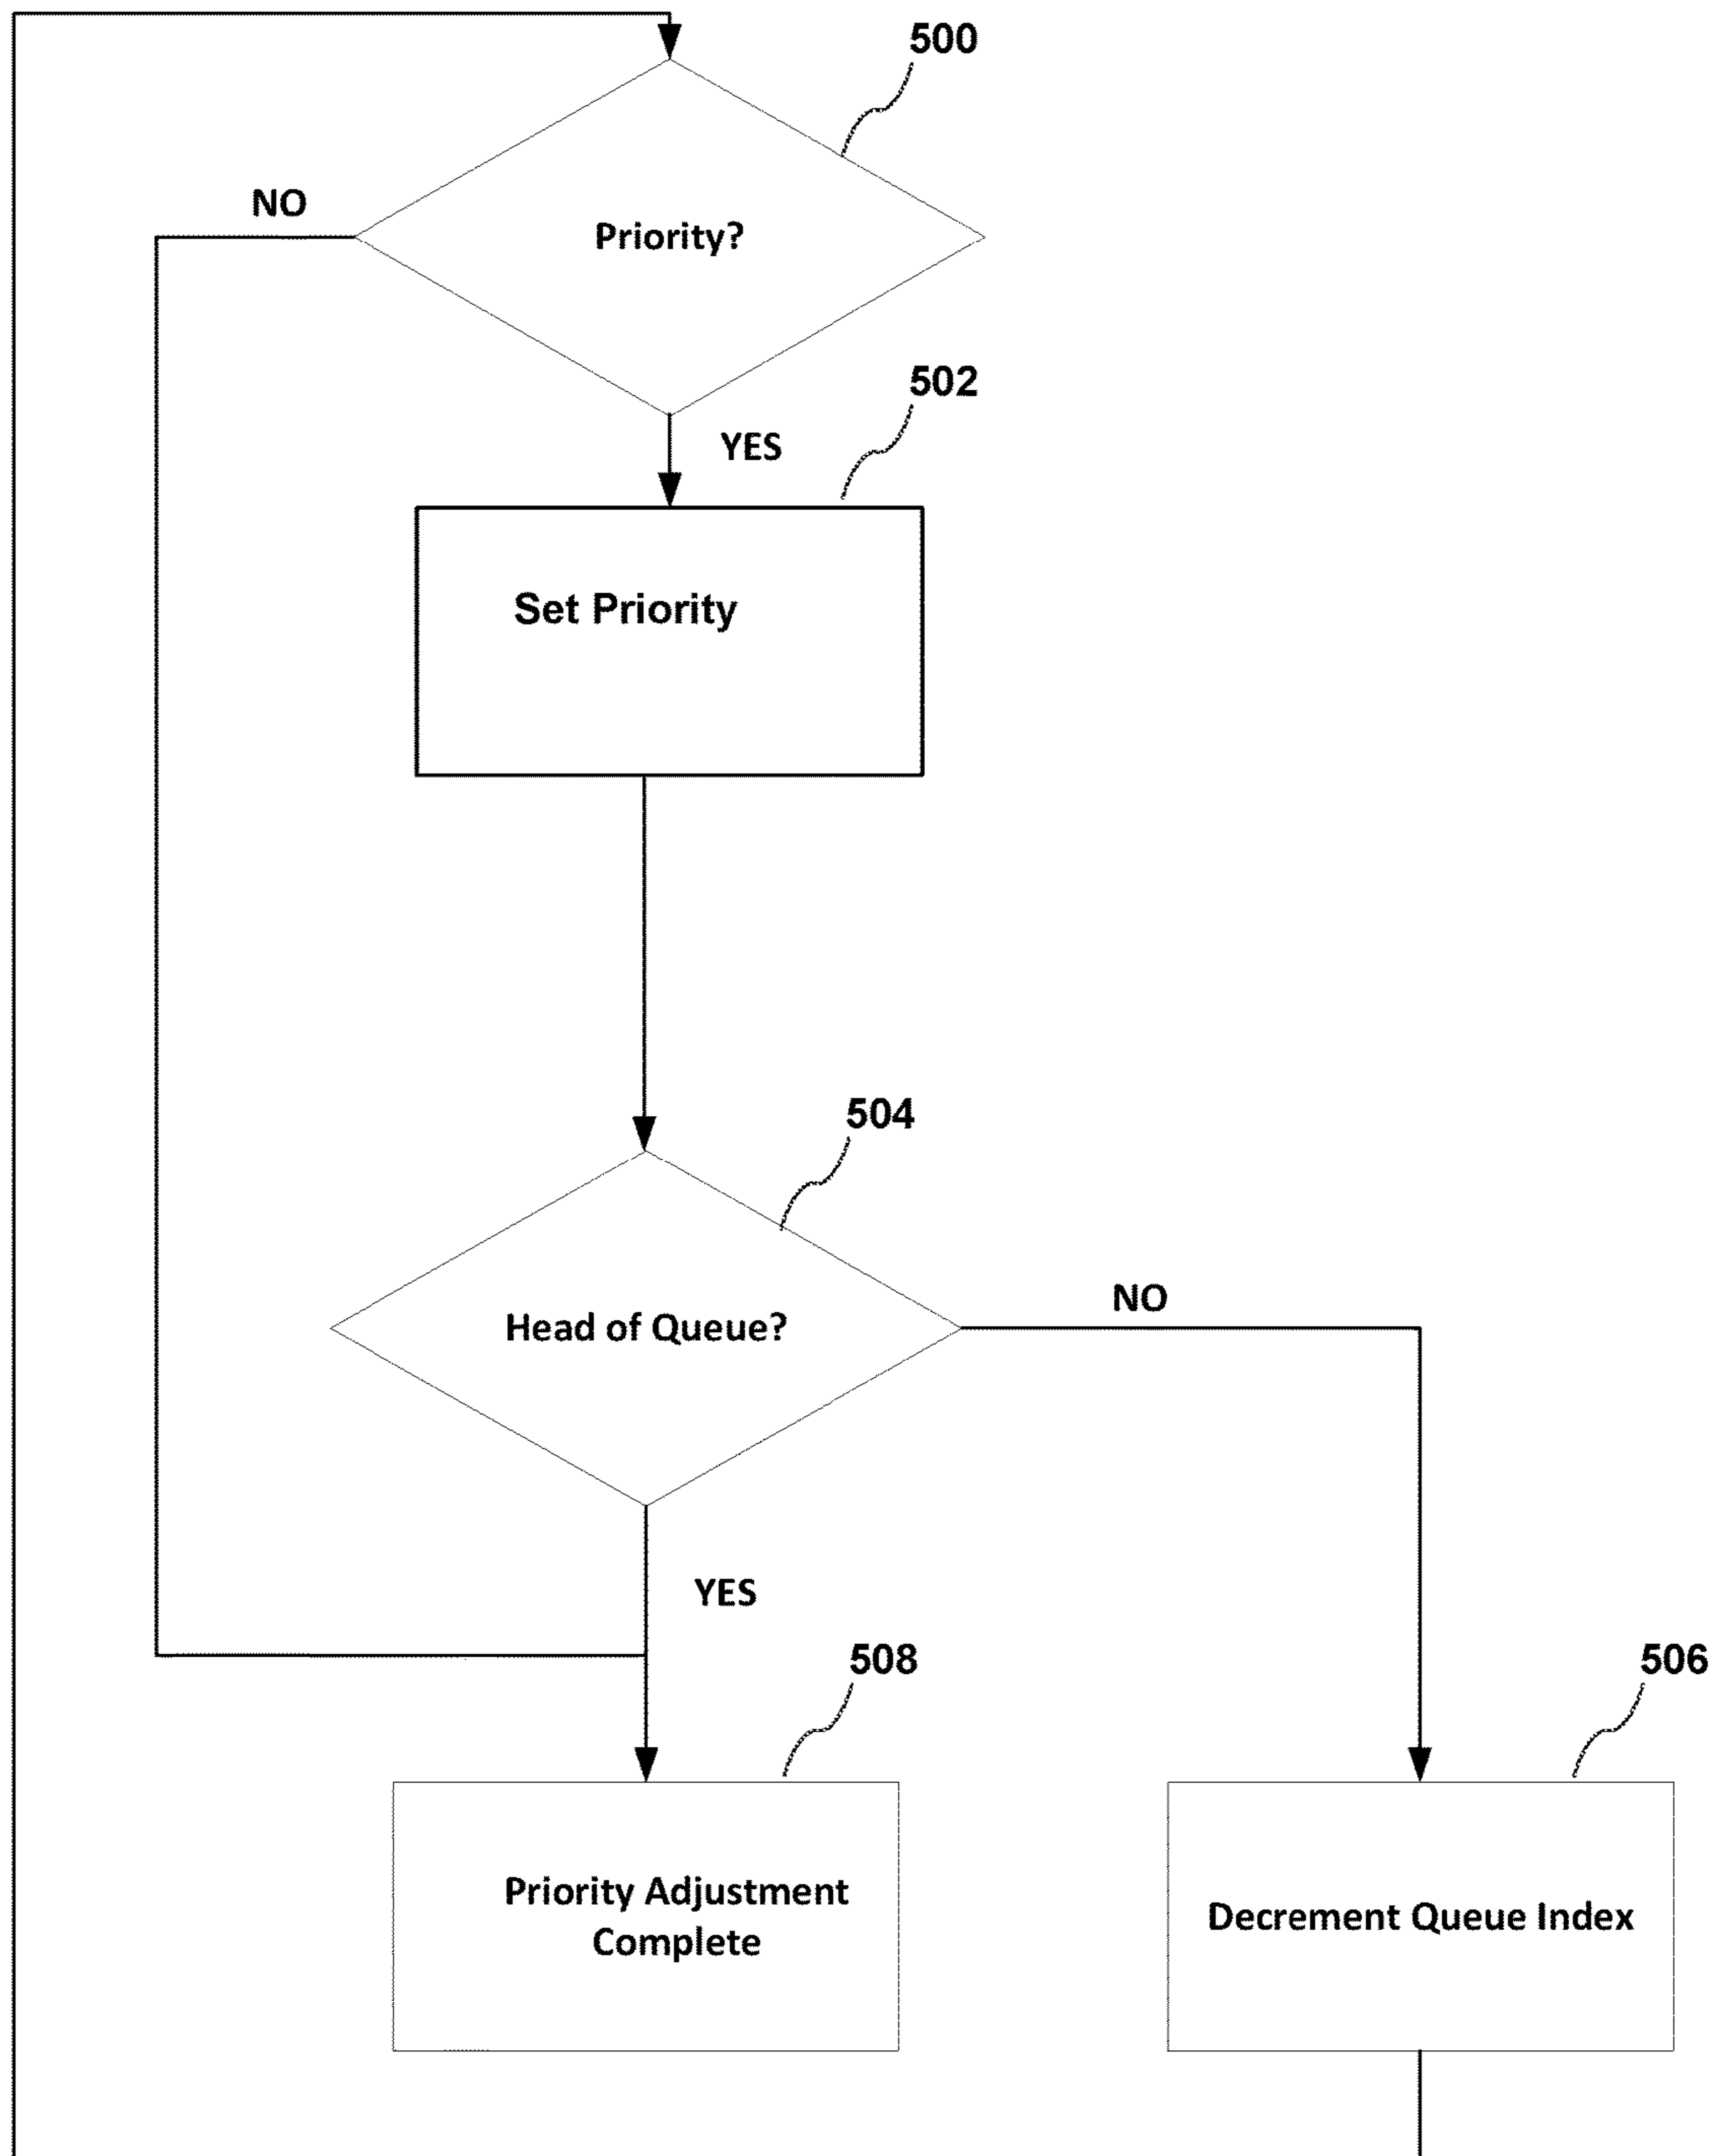 500
NO
Priority?
502
YES
Set Priority
504
NO
Head of Queue?
YES
508
506
Priority Adjustment
Complete
Decrement Queue Index